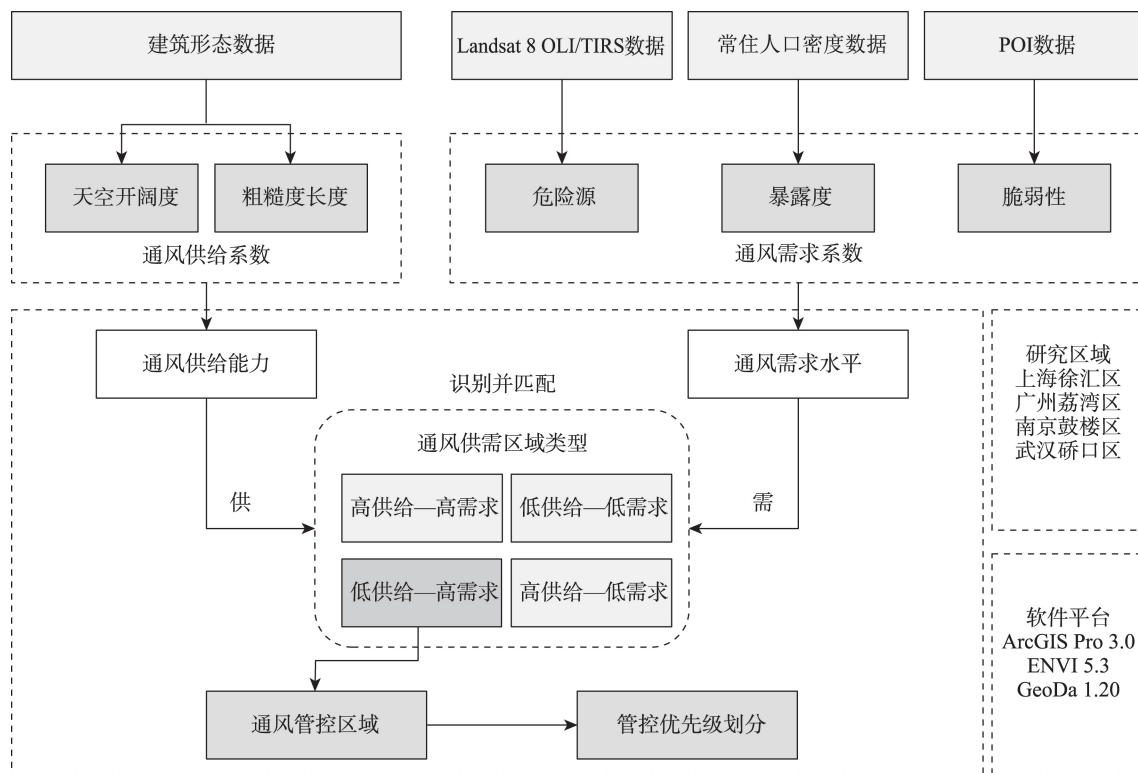 建筑形态数据
Landsat 8 OLI/TIRS数据
常住人口密度数据
POI数据
天空开阔度
粗糙度长度
危险源
暴露度
脆弱性
通风供给系数
通风需求系数
通风供给能力
通风需求水平
识别并匹配
通风供需区域类型
高供给—高需求
低供给—低需求
供
需
低供给—高需求
高供给—低需求
通风管控区域
管控优先级划分
研究区域
上海徐汇区
广州荔湾区
南京鼓楼区
武汉硚口区
软件平台
ArcGIS Pro 3.0
ENVI 5.3
GeoDa 1.20